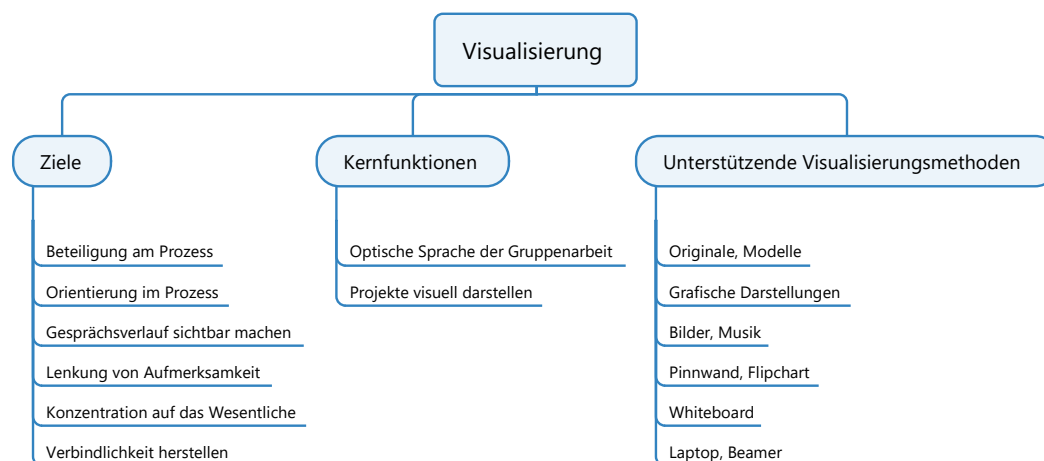 Visualisierung
Ziele
Beteiligung am Prozess
Orientierung im Prozess
Gesprächsverlauf sichtbar machen
Lenkung von Aufmerksamkeit
Konzentration auf das Wesentliche
Verbindlichkeit herstellen
Kernfunktionen
Optische Sprache der Gruppenarbeit
Projekte visuell darstellen
Unterstützende Visualisierungsmethoden
Originale, Modelle
Grafische Darstellungen
Bilder, Musik
Pinnwand, Flipchart
Whiteboard
Laptop, Beamer